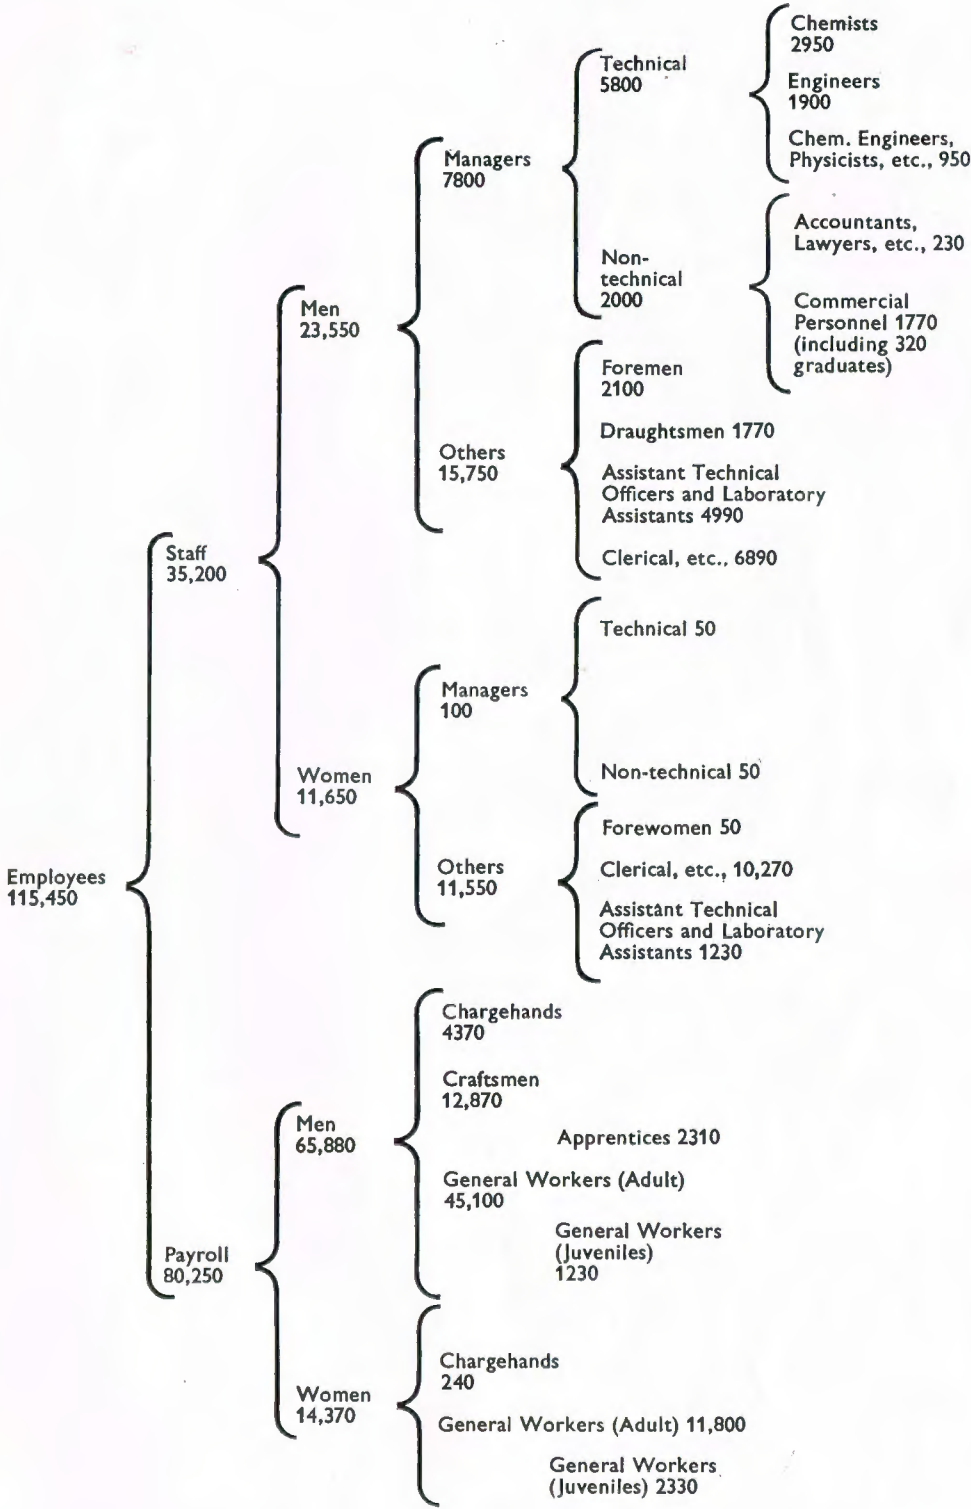 Employees
115,450
Staff
35,200
Men
23,550
Managers
7800
Technical
5800
Chemists
2950
Engineers
1900
Chem. Engineers,
Physicists, etc., 950
Non-
technical
2000
Accountants,
Lawyers, etc., 230
Commercial
Personnel 1770
(including 320
graduates)
Others
15,750
Foremen
2100
Draughtsmen 1770
Assistant Technical
Officers and Laboratory
Assistants 4990
Clerical, etc., 6890
Women
11,650
Managers
100
Technical 50
Non-technical 50
Others
11,550
Forewomen 50
Clerical, etc., 10,270
Assistant Technical
Officers and Laboratory
Assistants 1230
Payroll
80,250
Men
65,880
Chargehands
4370
Craftsmen
12,870
Apprentices 2310
General Workers (Adult)
45,100
General Workers
(Juveniles)
1230
Women
14,370
Chargehands
240
General Workers (Adult) 11,800
General Workers
(Juveniles) 2330